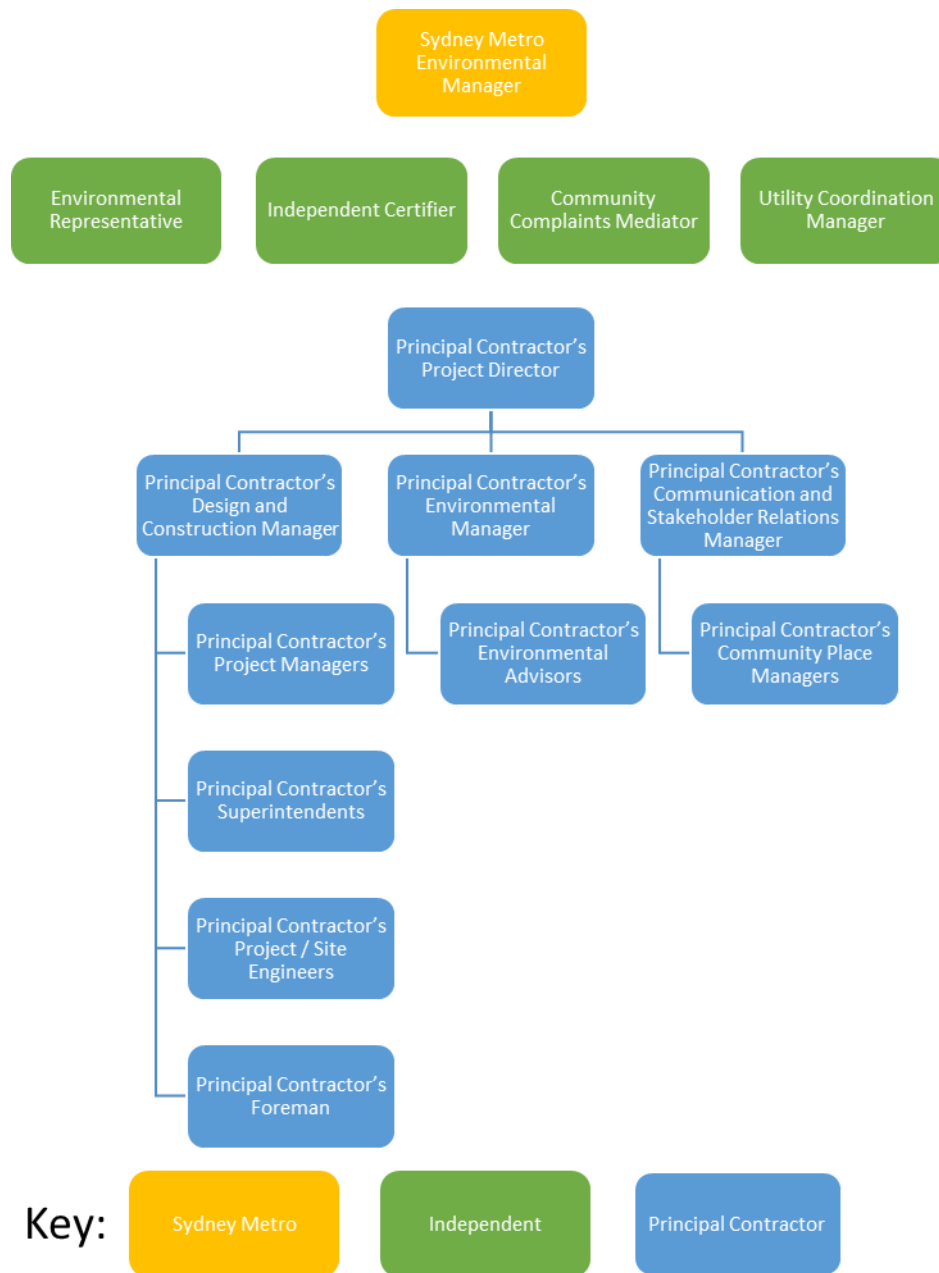 Sydney Metro
Environmental
Manager
Environmental
Representative
Independent Certifier
Community
Complaints Mediator
Utility Coordination
Manager
Principal Contractor’s
Project Director
Principal Contractor’s
Design and
Construction Manager
Principal Contractor’s
Environmental
Manager
Principal Contractor’s
Communication and
Stakeholder Relations
Manager
Principal Contractor’s
Project Managers
Principal Contractor’s
Environmental
Advisors
Principal Contractor’s
Community Place
Managers
Principal Contractor’s
Superintendents
Principal Contractor’s
Project / Site
Engineers
Principal Contractor’s
Foreman
Key:
Sydney Metro
Independent
Principal Contractor